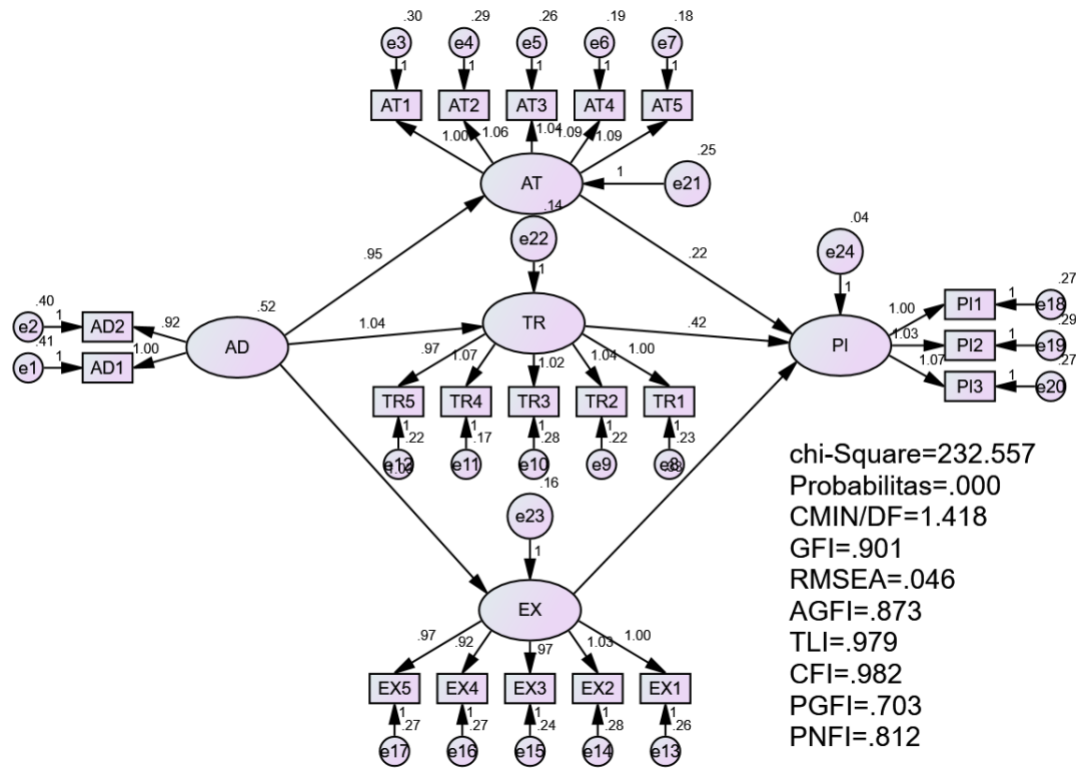 .30 .29 .26 .19 .18
e3 e4 e5 e6 e7
1 1 1 1 1
AT1 AT2 AT3 AT4 AT5
1.00 1.06 1.04 1.09 1.09
.25
AT 1 e21
.14
e22
1
.04
e24
1
.95 .22
.40
e2 1 AD2 .92
.41
e1 1 AD1 1.00
.52
AD
1.04
TR
.42
PI
1.00 PI1 1 e18 .27
1.03 PI2 1 e19 .29
1.07 PI3 1 e20 .27
.97 1.07 1.02 1.04 1.00
TR5 TR4 TR3 TR2 TR1
1 1 1 1 1
.22 .17 .28 .22 .23
e12 e11 e10 e9 e8
.16
e23
1
EX
.97 .92 .97 1.03 1.00
EX5 EX4 EX3 EX2 EX1
1 1 1 1 1
.27 .27 .24 .28 .26
e17 e16 e15 e14 e13
chi-Square=232.557
Probabilitas=.000
CMIN/DF=1.418
GFI=.901
RMSEA=.046
AGFI=.873
TLI=.979
CFI=.982
PGFI=.703
PNFI=.812